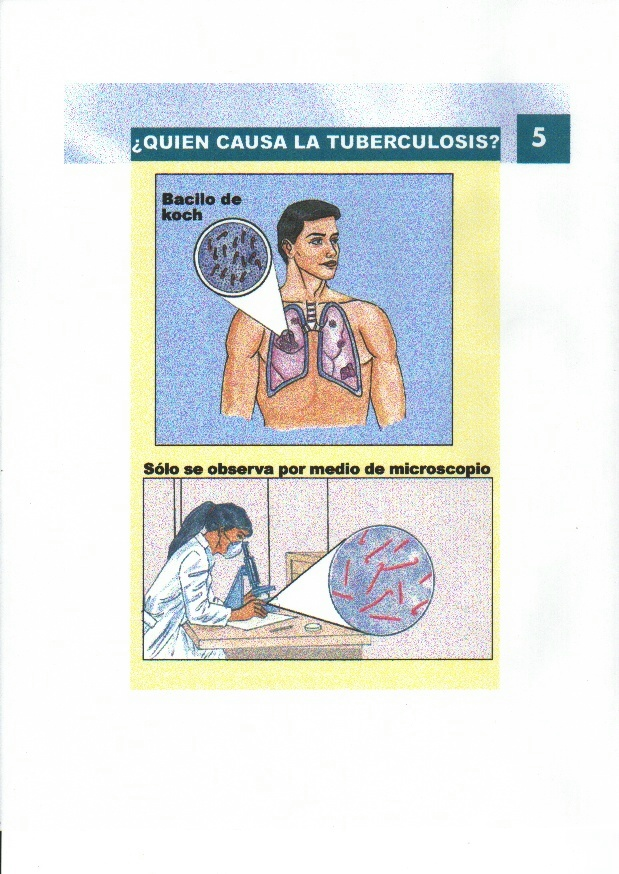 ¿QUIEN CAUSA LA TUBERCULOSIS?
5
Bacilo de
koch
Sólo se observa por medio de microscopio